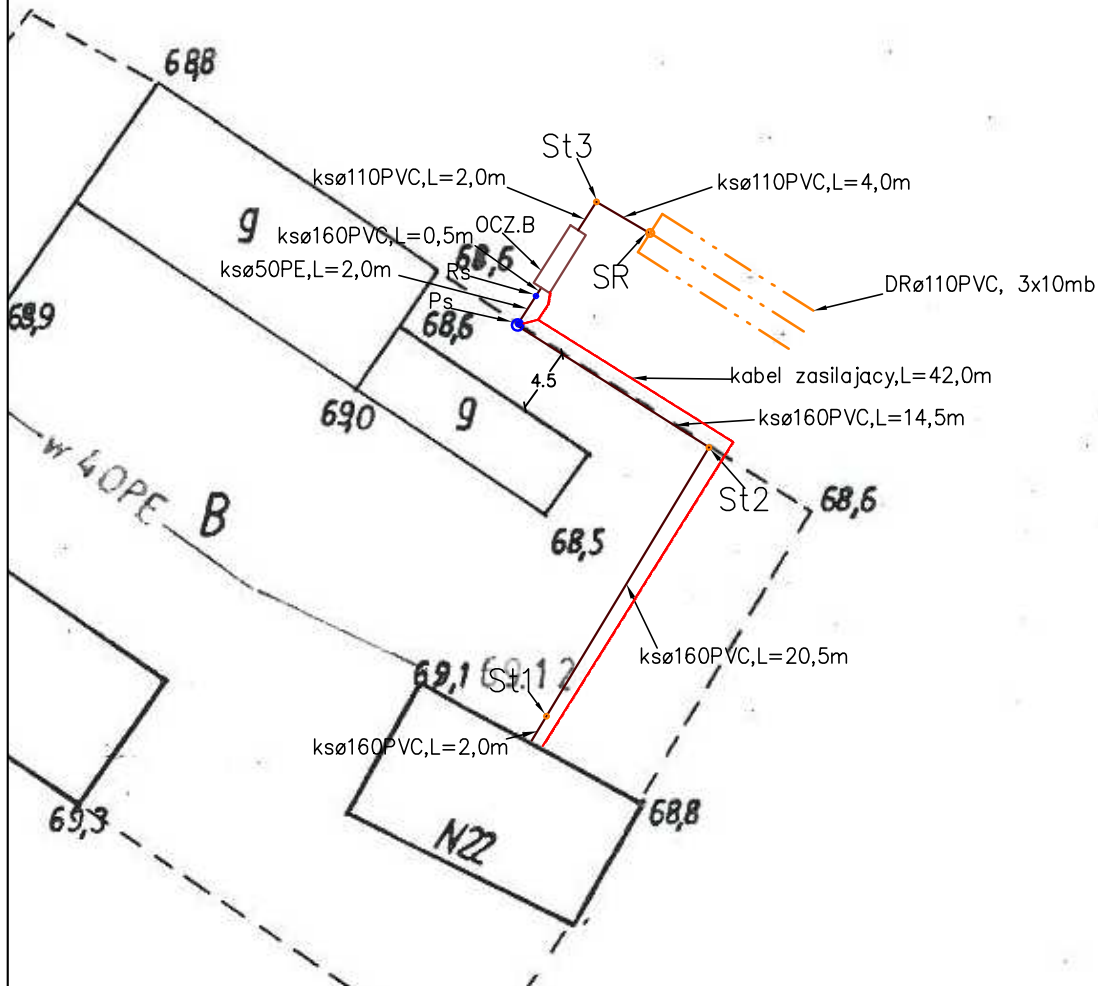 68,8
St3
ksø110PVC,L=2,0m
ksø110PVC,L=4,0m
g
OCZ.B
ksø160PVC,L=0,5m
68,6
ksø50PE,L=2,0m
Rs
SR
DRø110PVC, 3x10mb
Ps
69,9
68,6
4.5
kabel zasilający,L=42,0m
69,0
g
ksø160PVC,L=14,5m
w 40PE
B
St2
68,6
68,5
ksø160PVC,L=20,5m
69,1
69.12
St1
ksø160PVC,L=2,0m
69,3
68,8
N22